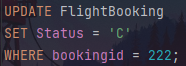 UPDATE FlightBooking
SET Status = 'C'
WHERE bookingid = 222;